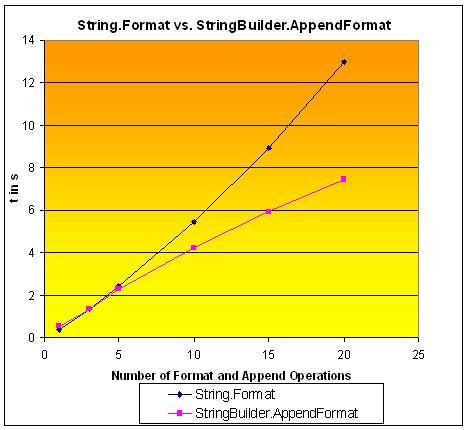 String.Format vs. StringBuilder.AppendFormat
14
12
10
8
6
4
2
0
t in s
0 5 10 15 20 25
Number of Format and Append Operations
String.Format
StringBuilder.AppendFormat